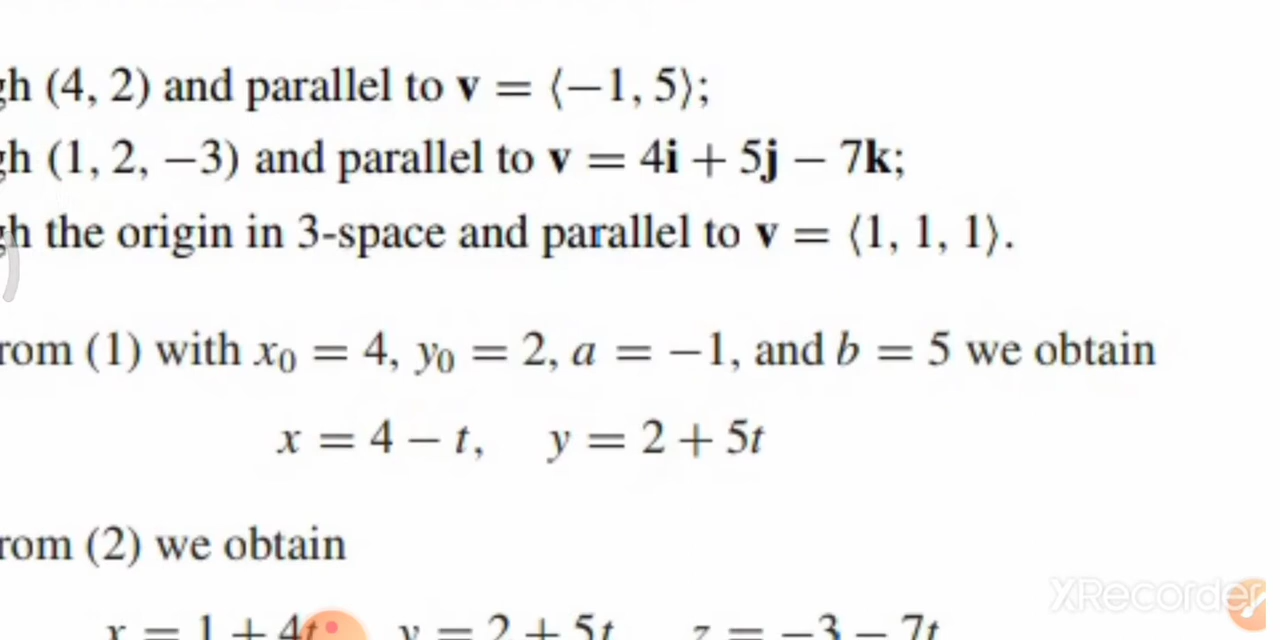 gh (4, 2) and parallel to v = ⟨−1, 5⟩;
gh (1, 2, −3) and parallel to v = 4i + 5j − 7k;
gh the origin in 3-space and parallel to v = ⟨1, 1, 1⟩.
rom (1) with x₀ = 4, y₀ = 2, a = −1, and b = 5 we obtain
x = 4 − t, y = 2 + 5t
rom (2) we obtain
x = 1 + 4t y = 2 + 5t z = −3 − 7t
XRecorder